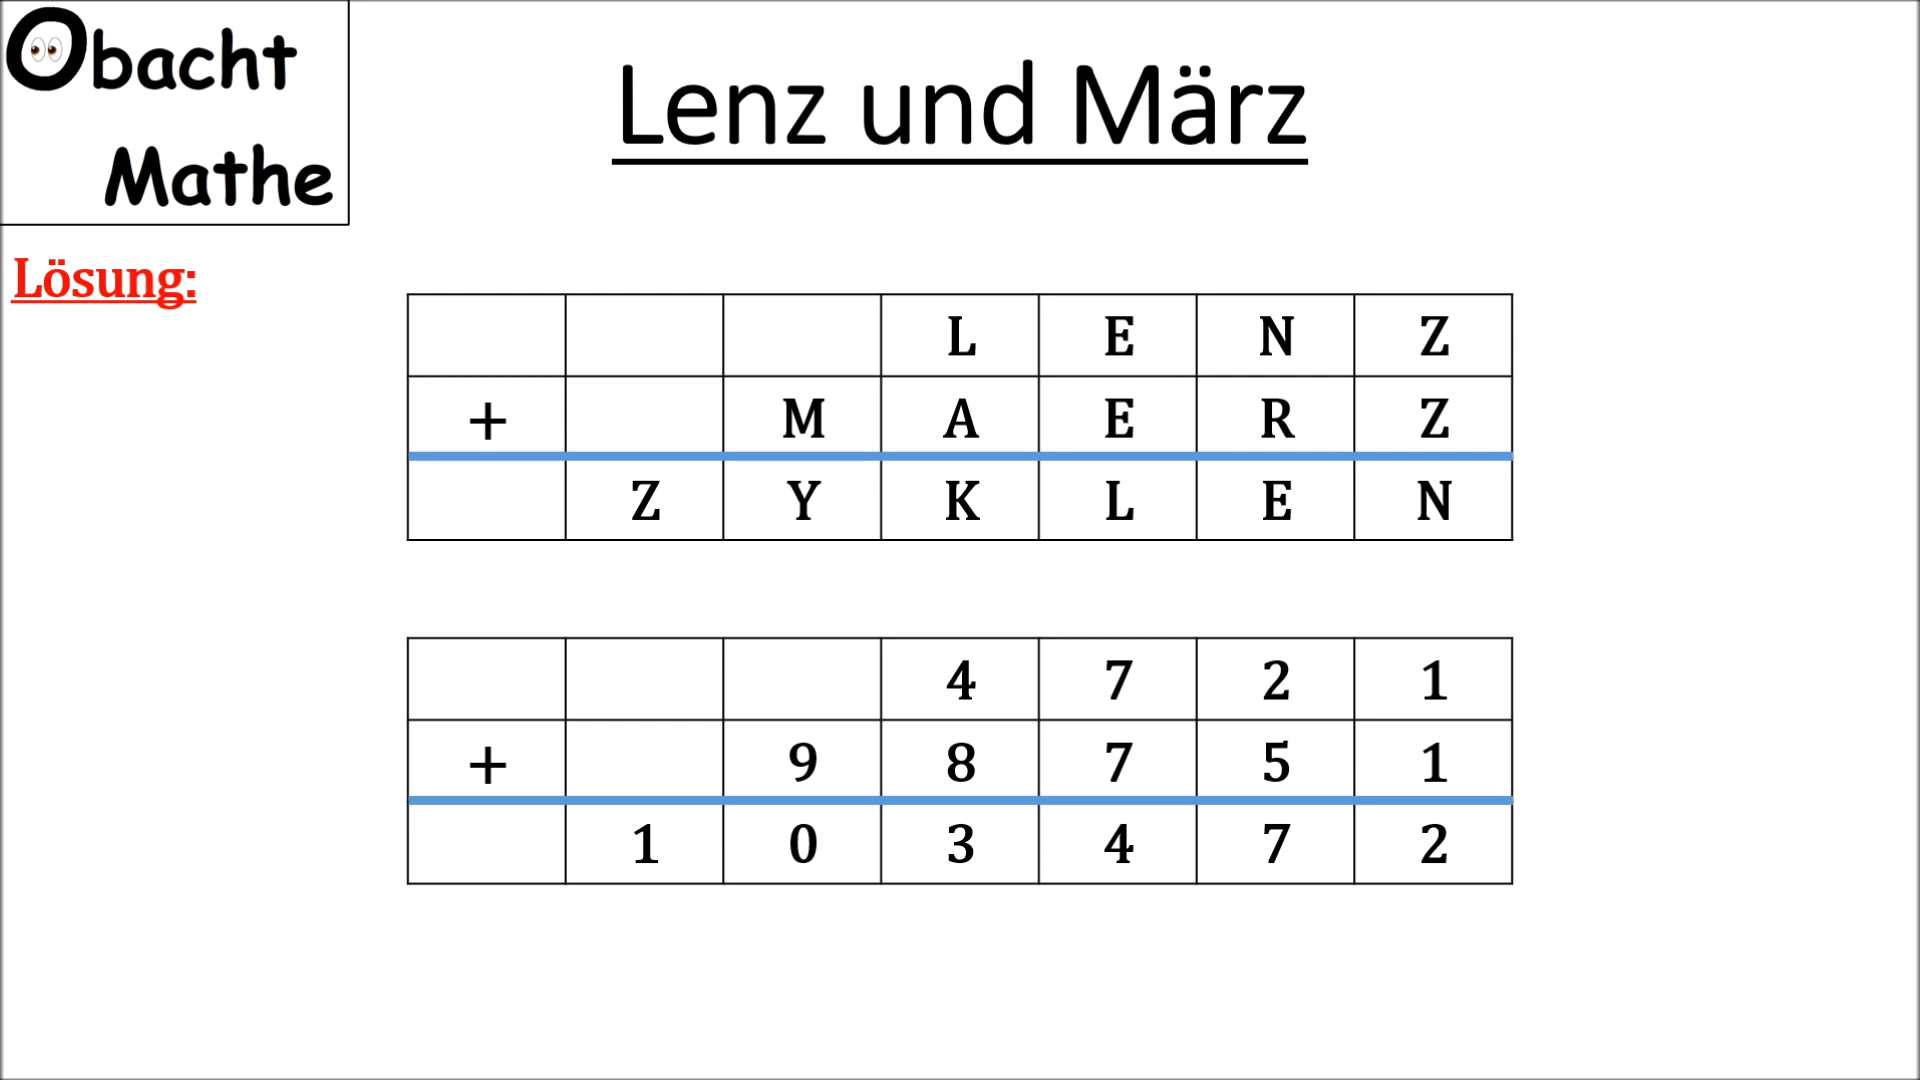 Obacht
Mathe
Lenz und März
Lösung:
L E N Z
+ M A E R Z
Z Y K L E N
4 7 2 1
+ 9 8 7 5 1
1 0 3 4 7 2